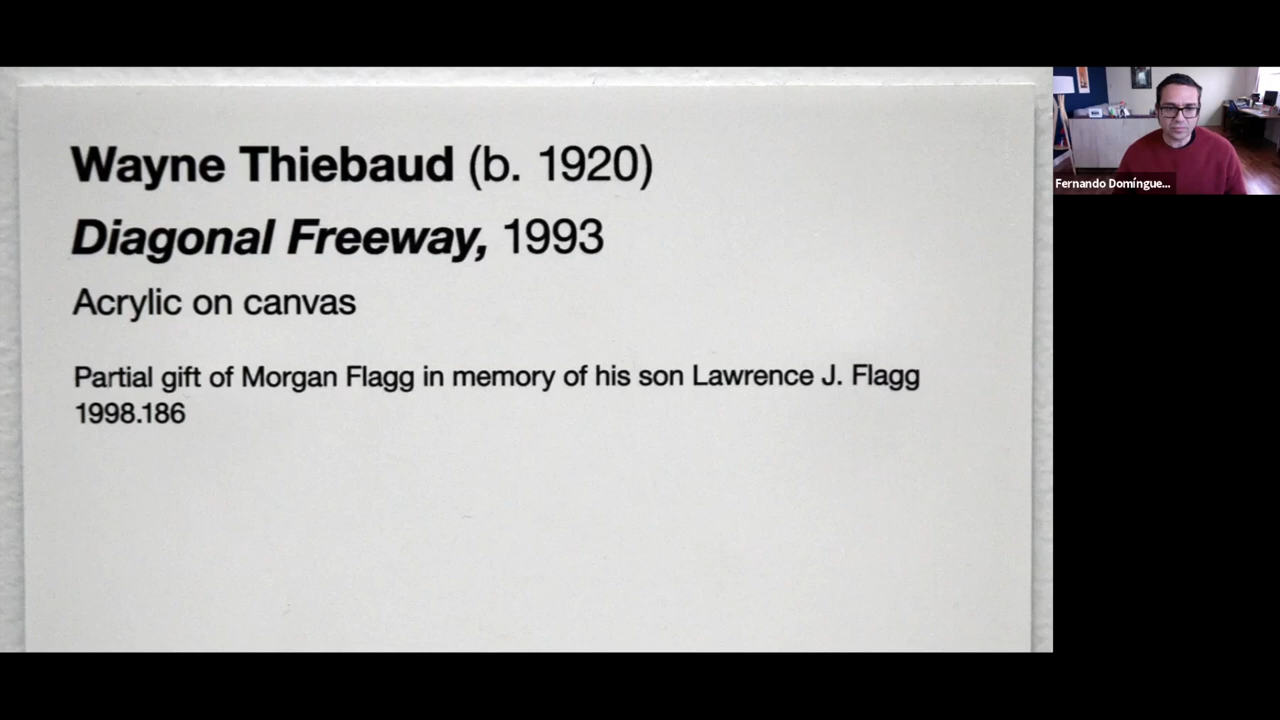 Wayne Thiebaud (b. 1920)
Diagonal Freeway, 1993
Acrylic on canvas
Partial gift of Morgan Flagg in memory of his son Lawrence J. Flagg
1998.186
Fernando Domíngue...